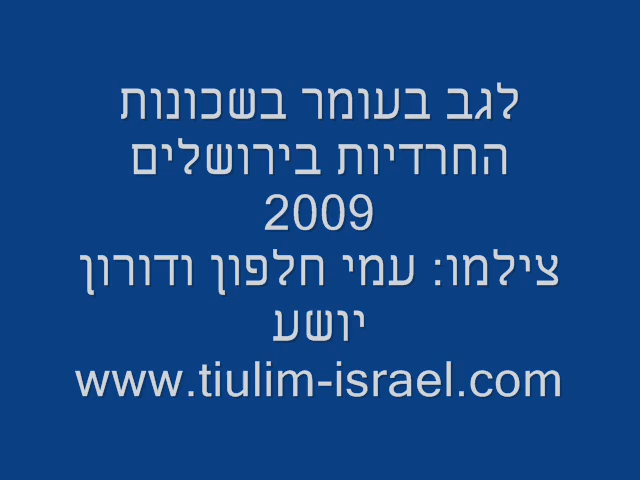 לגב בעומר בשכונות
החרדיות בירושלים
2009
צילמו: עמי חלפון ודורון
יושע
www.tiulim-israel.com